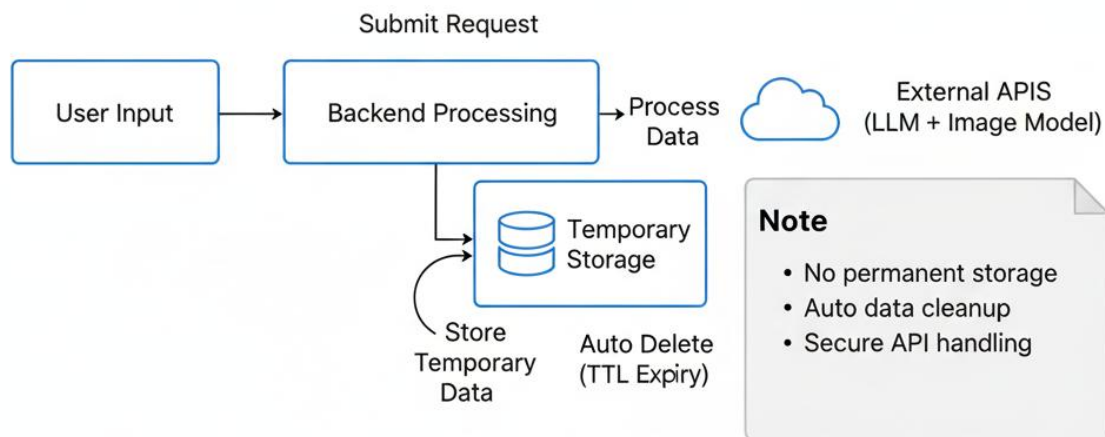 Submit Request
User Input
Backend Processing
Process
Data
External APIS
(LLM + Image Model)
Temporary
Storage
Store
Temporary
Data
Auto Delete
(TTL Expiry)
Note
• No permanent storage
• Auto data cleanup
• Secure API handling